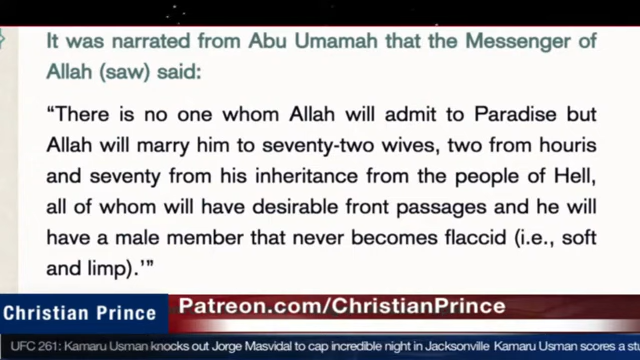 It was narrated from Abu Umamah that the Messenger of
Allah (saw) said:
“There is no one whom Allah will admit to Paradise but
Allah will marry him to seventy-two wives, two from houris
and seventy from his inheritance from the people of Hell,
all of whom will have desirable front passages and he will
have a male member that never becomes flaccid (i.e., soft
and limp).’”
Christian Prince
Patreon.com/ChristianPrince
UFC 261: Kamaru Usman knocks out Jorge Masvidal to cap incredible night in Jacksonville Kamaru Usman scores a